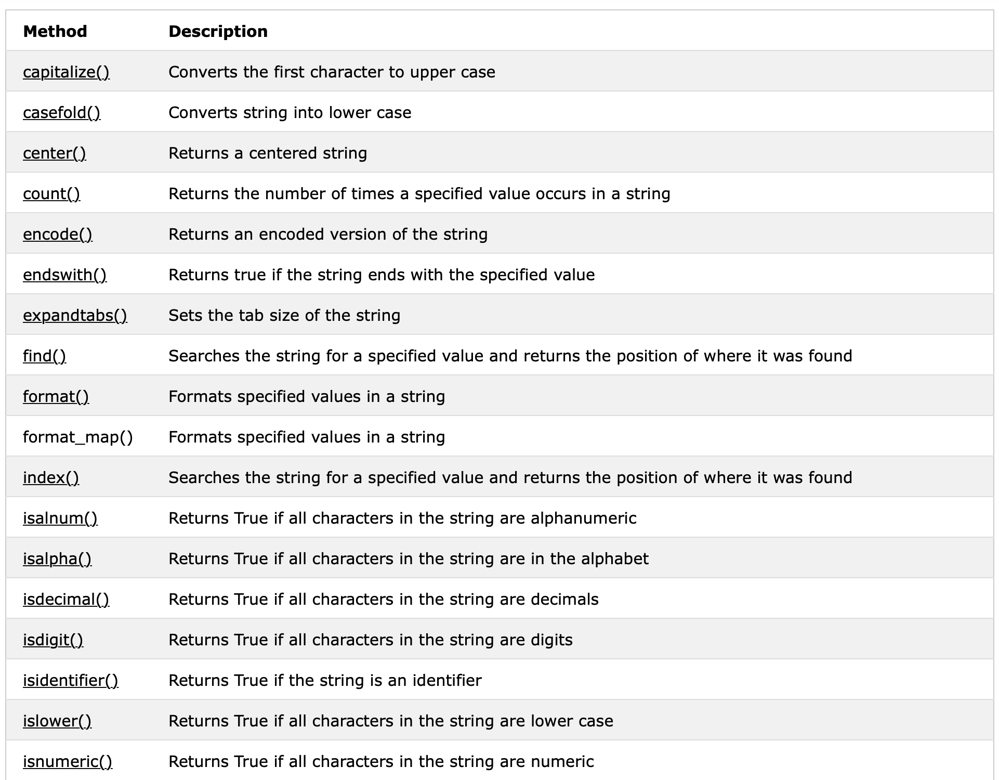 Method Description
capitalize() Converts the first character to upper case
casefold() Converts string into lower case
center() Returns a centered string
count() Returns the number of times a specified value occurs in a string
encode() Returns an encoded version of the string
endswith() Returns true if the string ends with the specified value
expandtabs() Sets the tab size of the string
find() Searches the string for a specified value and returns the position of where it was found
format() Formats specified values in a string
format_map() Formats specified values in a string
index() Searches the string for a specified value and returns the position of where it was found
isalnum() Returns True if all characters in the string are alphanumeric
isalpha() Returns True if all characters in the string are in the alphabet
isdecimal() Returns True if all characters in the string are decimals
isdigit() Returns True if all characters in the string are digits
isidentifier() Returns True if the string is an identifier
islower() Returns True if all characters in the string are lower case
isnumeric() Returns True if all characters in the string are numeric